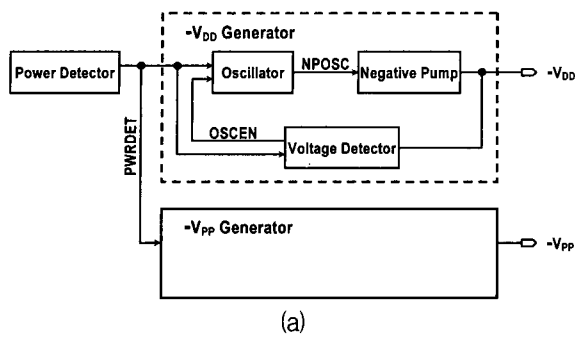 -VDD Generator
Power Detector
Oscillator
NPOSC
Negative Pump
-VDD
OSCEN
Voltage Detector
PWRDET
-VPP Generator
-VPP
(a)